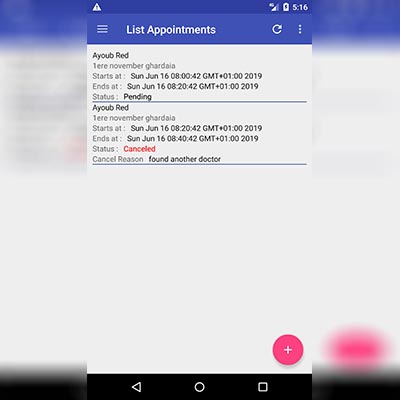 5:16
List Appointments
Ayoub Red
1ere november ghardaia
Starts at : Sun Jun 16 08:00:42 GMT+01:00 2019
Ends at : Sun Jun 16 08:20:42 GMT+01:00 2019
Status : Pending
Ayoub Red
1ere november ghardaia
Starts at : Sun Jun 16 08:20:42 GMT+01:00 2019
Ends at : Sun Jun 16 08:40:42 GMT+01:00 2019
Status : Canceled
Cancel Reason found another doctor